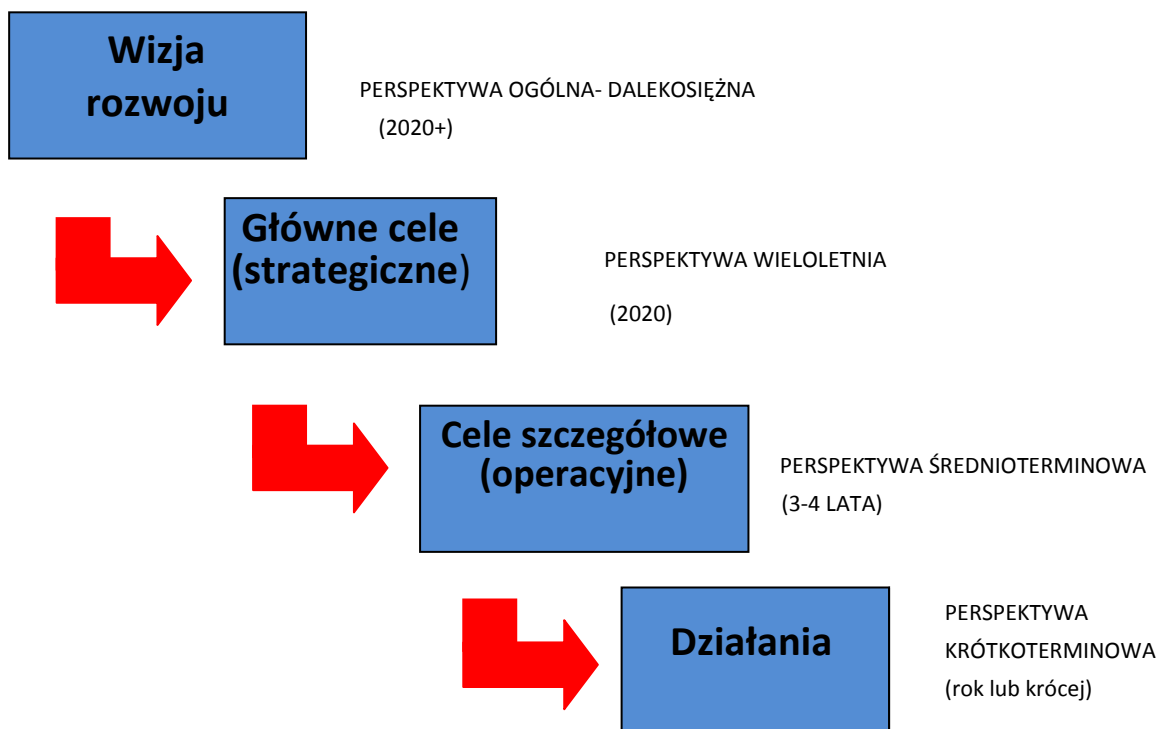 Wizja
rozwoju
PERSPEKTYWA OGÓLNA- DALEKOSIĘŻNA
(2020+)
Główne cele
(strategiczne)
PERSPEKTYWA WIELOLETNIA
(2020)
Cele szczegółowe
(operacyjne)
PERSPEKTYWA ŚREDNIOTERMINOWA
(3-4 LATA)
Działania
PERSPEKTYWA
KRÓTKOTERMINOWA
(rok lub krócej)